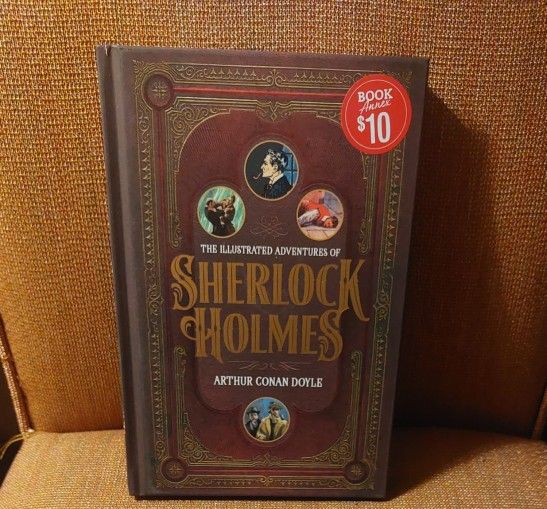 BOOK
Annex
$10
THE ILLUSTRATED ADVENTURES OF
SHERLOCK
HOLMES
ARTHUR CONAN DOYLE